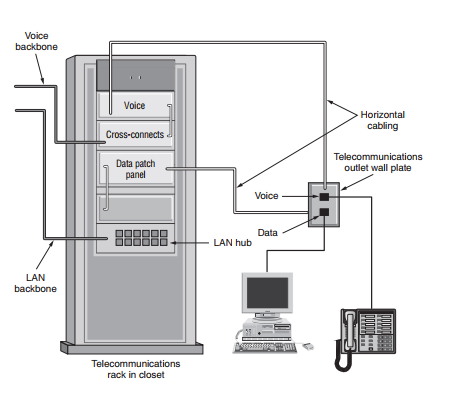 Voice
backbone
Voice
Cross-connects
Horizontal
cabling
Data patch
panel
Telecommunications
outlet wall plate
Voice
Data
LAN hub
LAN
backbone
Telecommunications
rack in closet